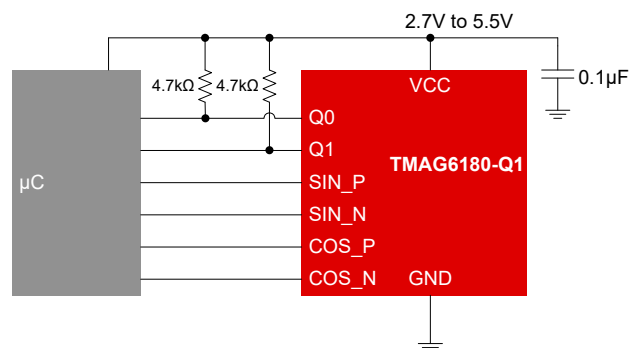 2.7V to 5.5V
4.7kΩ
4.7kΩ
0.1µF
VCC
Q0
Q1
TMAG6180-Q1
µC
SIN_P
SIN_N
COS_P
COS_N
GND